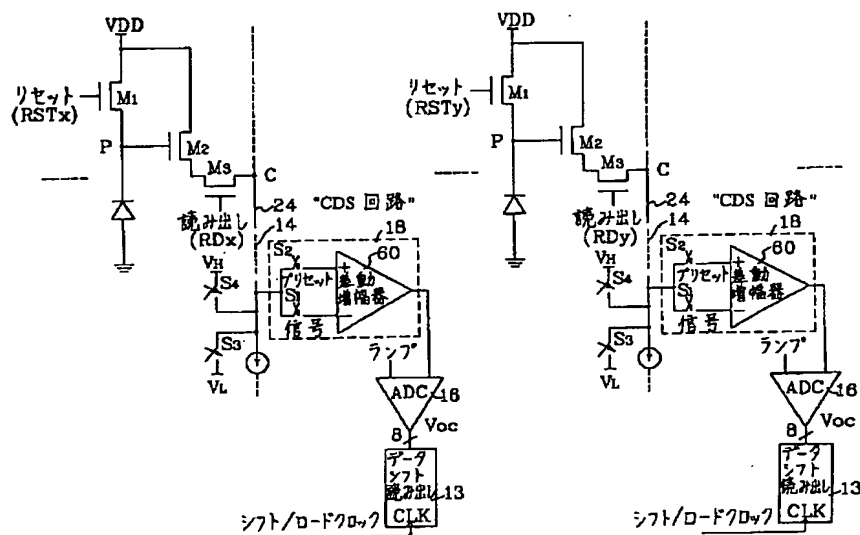 VDD
リセット
(RSTx)
M1
P
M2
M3
C
24
読み出し
(RDx)
14
"CDS 回路"
18
VH
S4
S2
プリセット
S1
信号
+
差動
増幅器
60
S3
VL
ランプ
ADC
16
8
Voc
データ
シフト
読み出し
13
シフト/ロードクロック
CLK
VDD
リセット
(RSTy)
M1
P
M2
M3
C
24
読み出し
(RDy)
14
"CDS 回路"
18
VH
S4
S2
プリセット
S1
信号
+
差動
増幅器
60
S3
VL
ランプ
ADC
16
8
Voc
データ
シフト
読み出し
13
シフト/ロードクロック
CLK